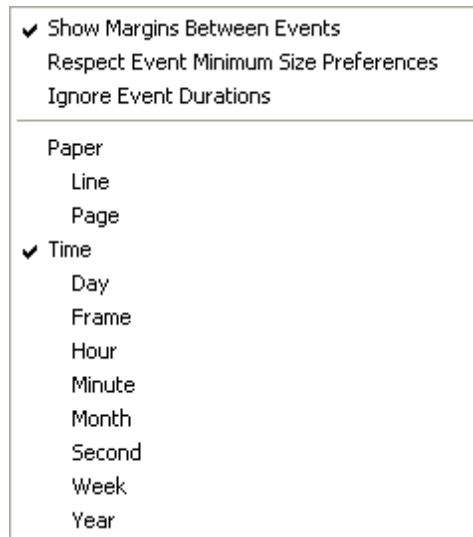 Show Margins Between Events
Respect Event Minimum Size Preferences
Ignore Event Durations
Paper
Line
Page
Time
Day
Frame
Hour
Minute
Month
Second
Week
Year